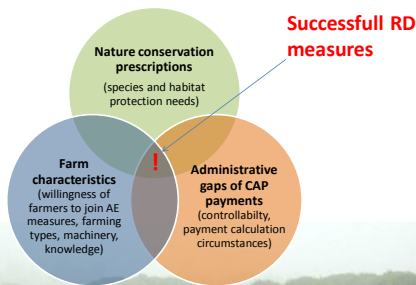 Successfull RD
measures
Nature conservation
prescriptions
(species and habitat
protection needs)
!
Farm
characteristics
(willingness of
farmers to join AE
measures, farming
types, machinery,
knowledge)
Administrative
gaps of CAP
payments
(controllabilty,
payment calculation
circumstances)